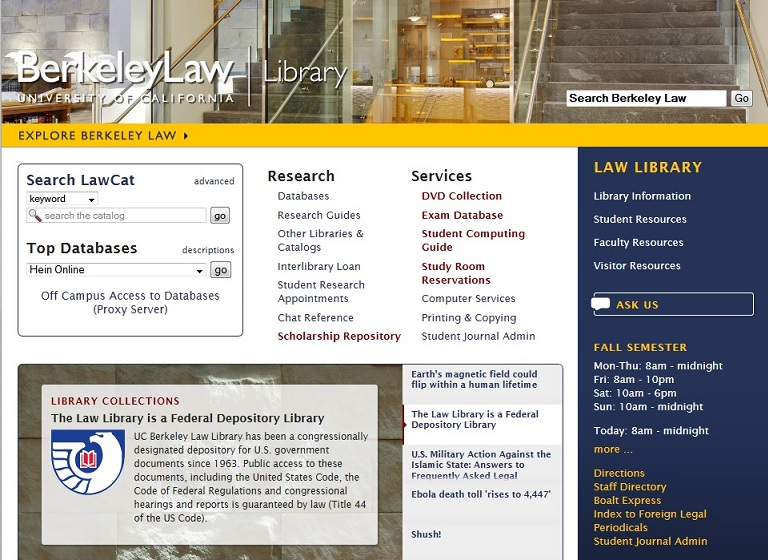 BerkeleyLaw Library
UNIVERSITY OF CALIFORNIA
Search Berkeley Law Go
EXPLORE BERKELEY LAW
Search LawCat advanced
keyword
search the catalog go
Top Databases descriptions
Hein Online go
Off Campus Access to Databases
(Proxy Server)
Research
Databases
Research Guides
Other Libraries &
Catalogs
Interlibrary Loan
Student Research
Appointments
Chat Reference
Scholarship Repository
Services
DVD Collection
Exam Database
Student Computing
Guide
Study Room
Reservations
Computer Services
Printing & Copying
Student Journal Admin
LIBRARY COLLECTIONS
The Law Library is a Federal Depository Library
UC Berkeley Law Library has been a congressionally
designated depository for U.S. government
documents since 1963. Public access to these
documents, including the United States Code, the
Code of Federal Regulations and congressional
hearings and reports is guaranteed by law (Title 44
of the US Code).
Earth's magnetic field could
flip within a human lifetime
The Law Library is a Federal
Depository Library
U.S. Military Action Against the
Islamic State: Answers to
Frequently Asked Legal
Ebola death toll 'rises to 4,447'
Shush!
LAW LIBRARY
Library Information
Student Resources
Faculty Resources
Visitor Resources
ASK US
FALL SEMESTER
Mon-Thu: 8am - midnight
Fri: 8am - 10pm
Sat: 10am - 6pm
Sun: 10am - midnight
Today: 8am - midnight
more ...
Directions
Staff Directory
Boalt Express
Index to Foreign Legal
Periodicals
Student Journal Admin